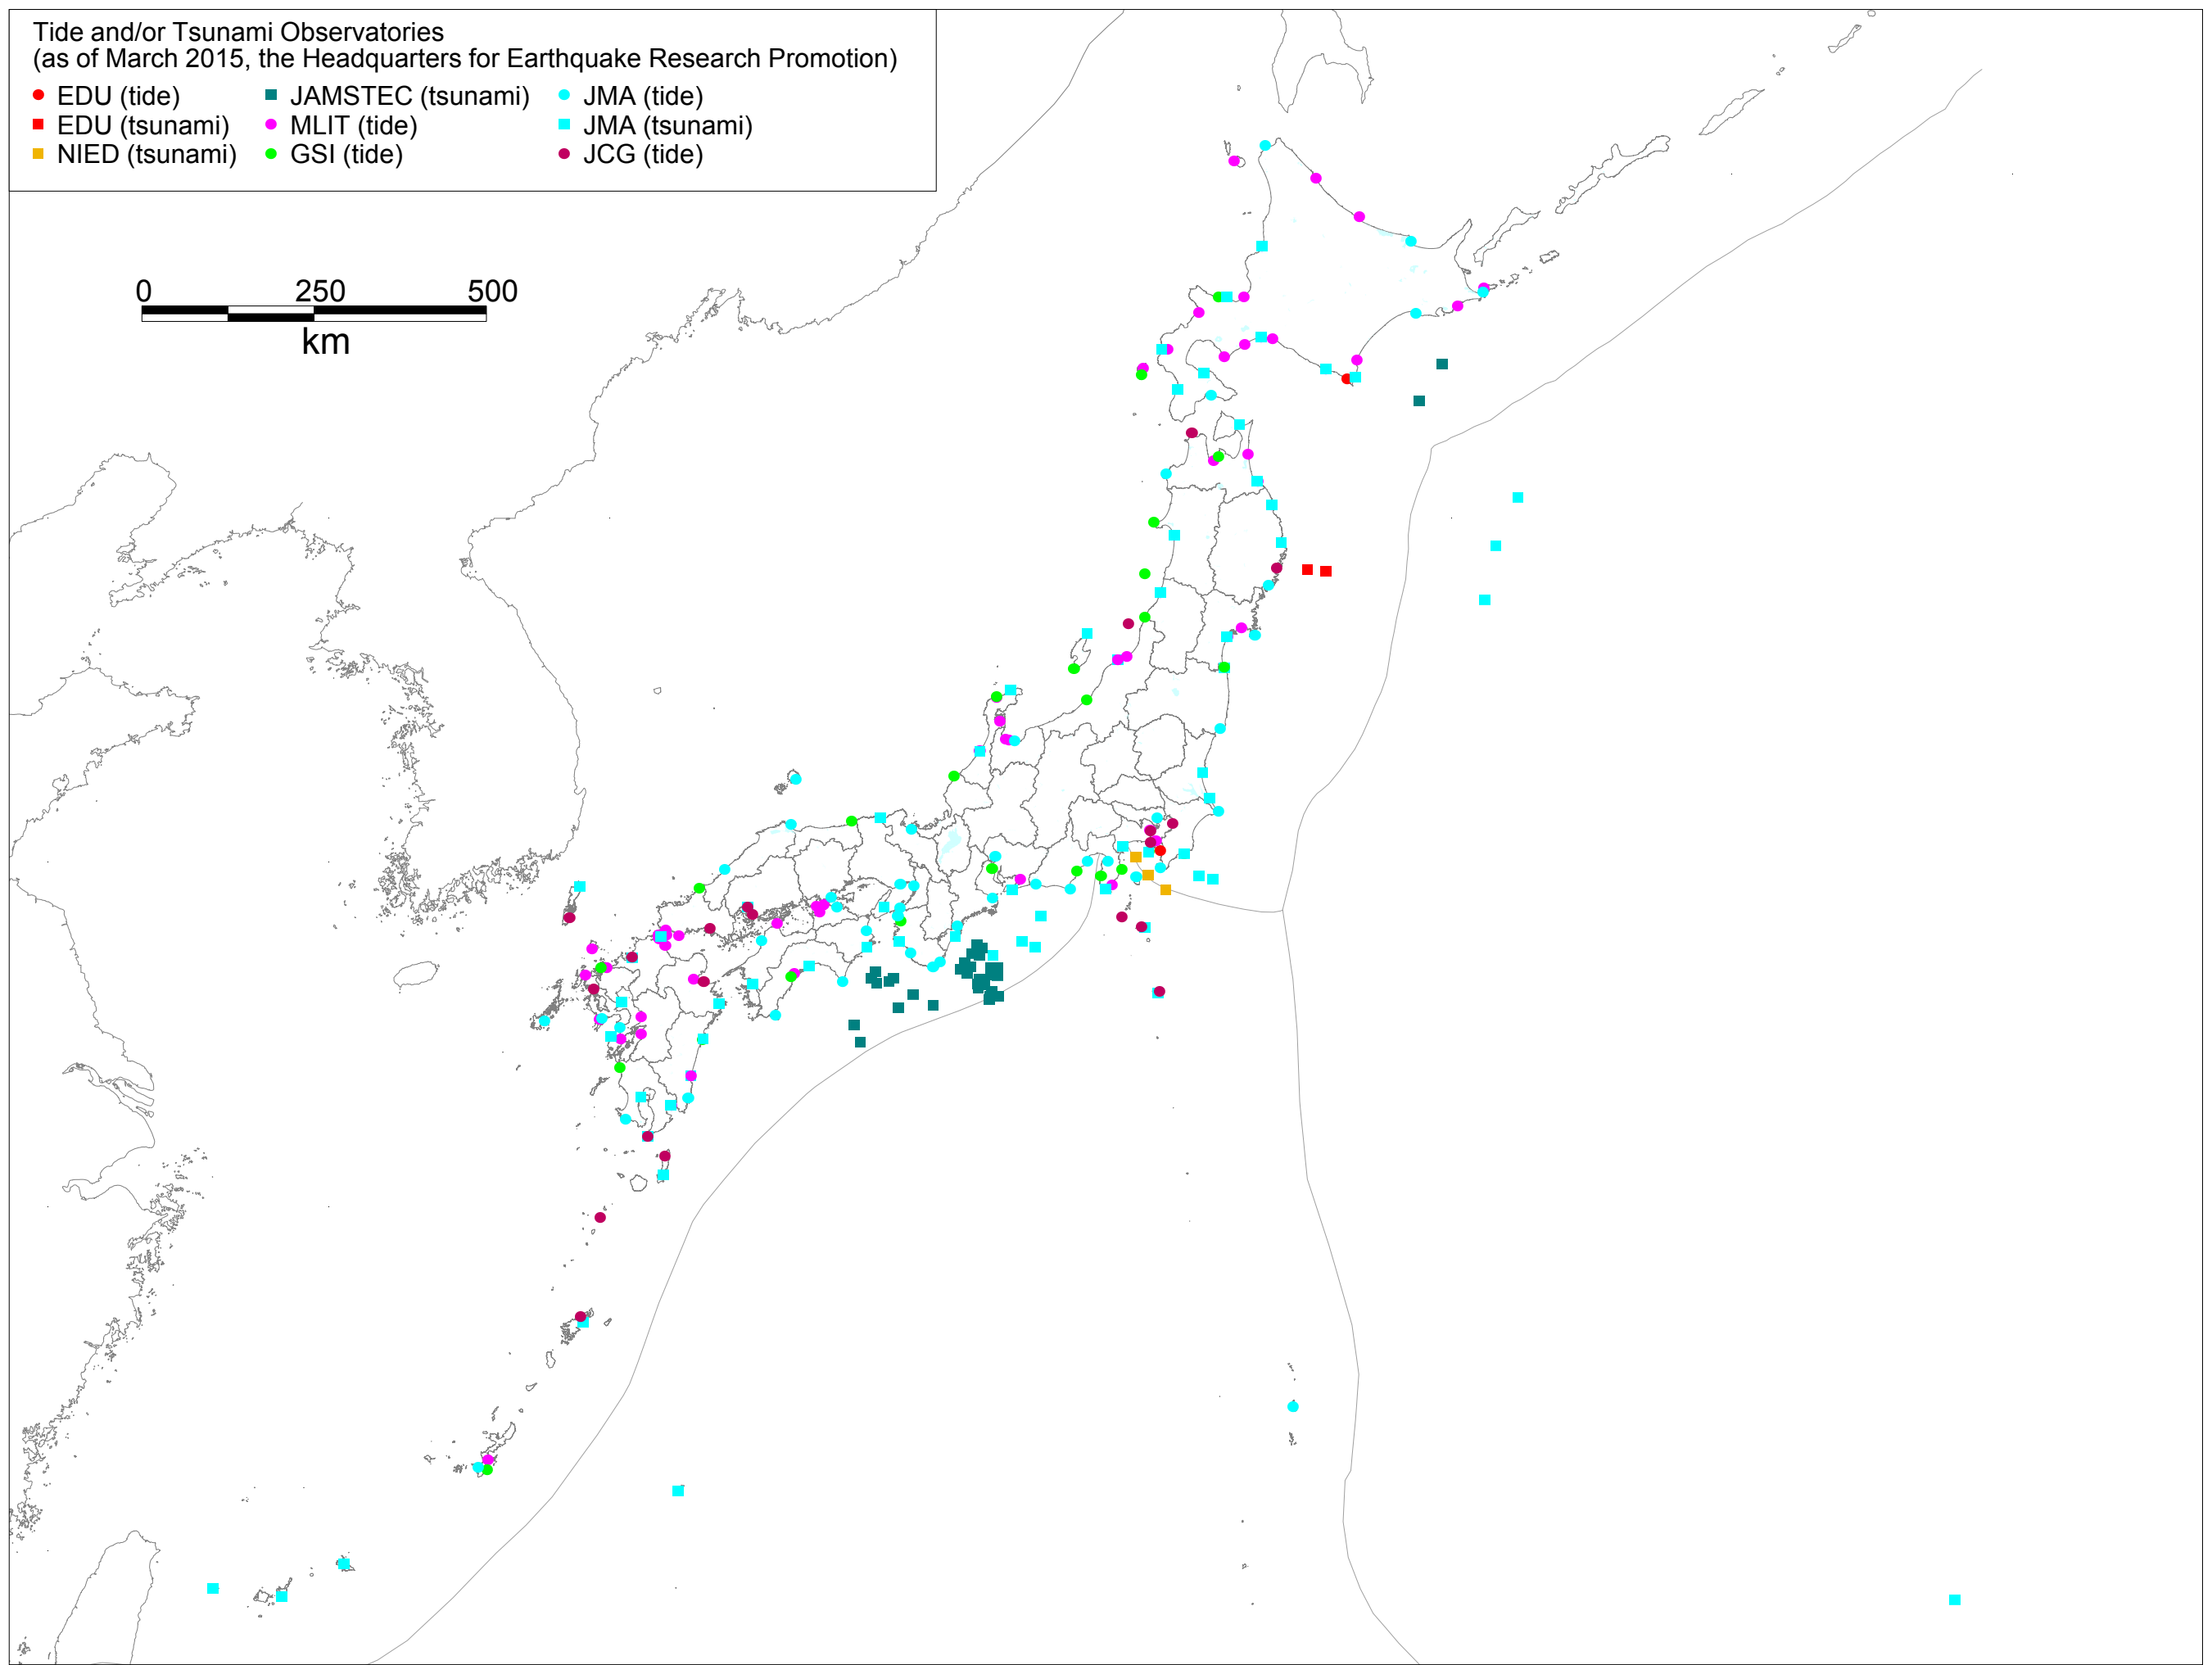 Tide and/or Tsunami Observatories
(as of March 2015, the Headquarters for Earthquake Research Promotion)
EDU (tide) JAMSTEC (tsunami) JMA (tide)
EDU (tsunami) MLIT (tide) JMA (tsunami)
NIED (tsunami) GSI (tide) JCG (tide)
0 250 500
km